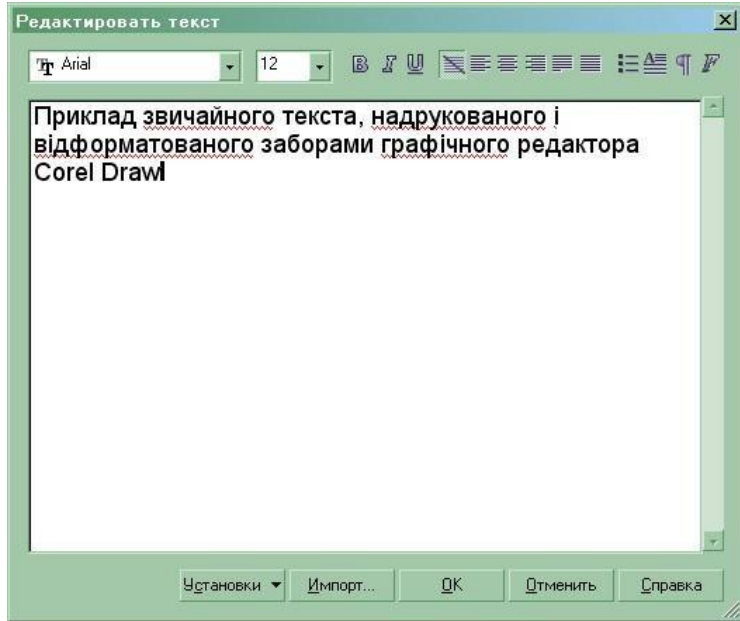 Редактировать текст
Arial 12
Приклад звичайного текста, надрукованого і
відформатованого заборами графічного редактора
Corel Draw
Установки Импорт... OK Отменить Справка